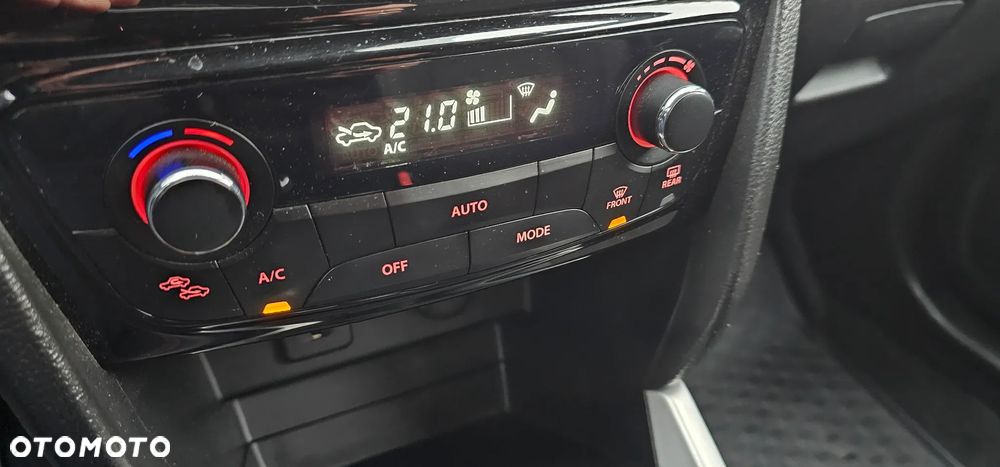 21.0
A/C
AUTO
FRONT
REAR
A/C
OFF
MODE
OTOMOTO